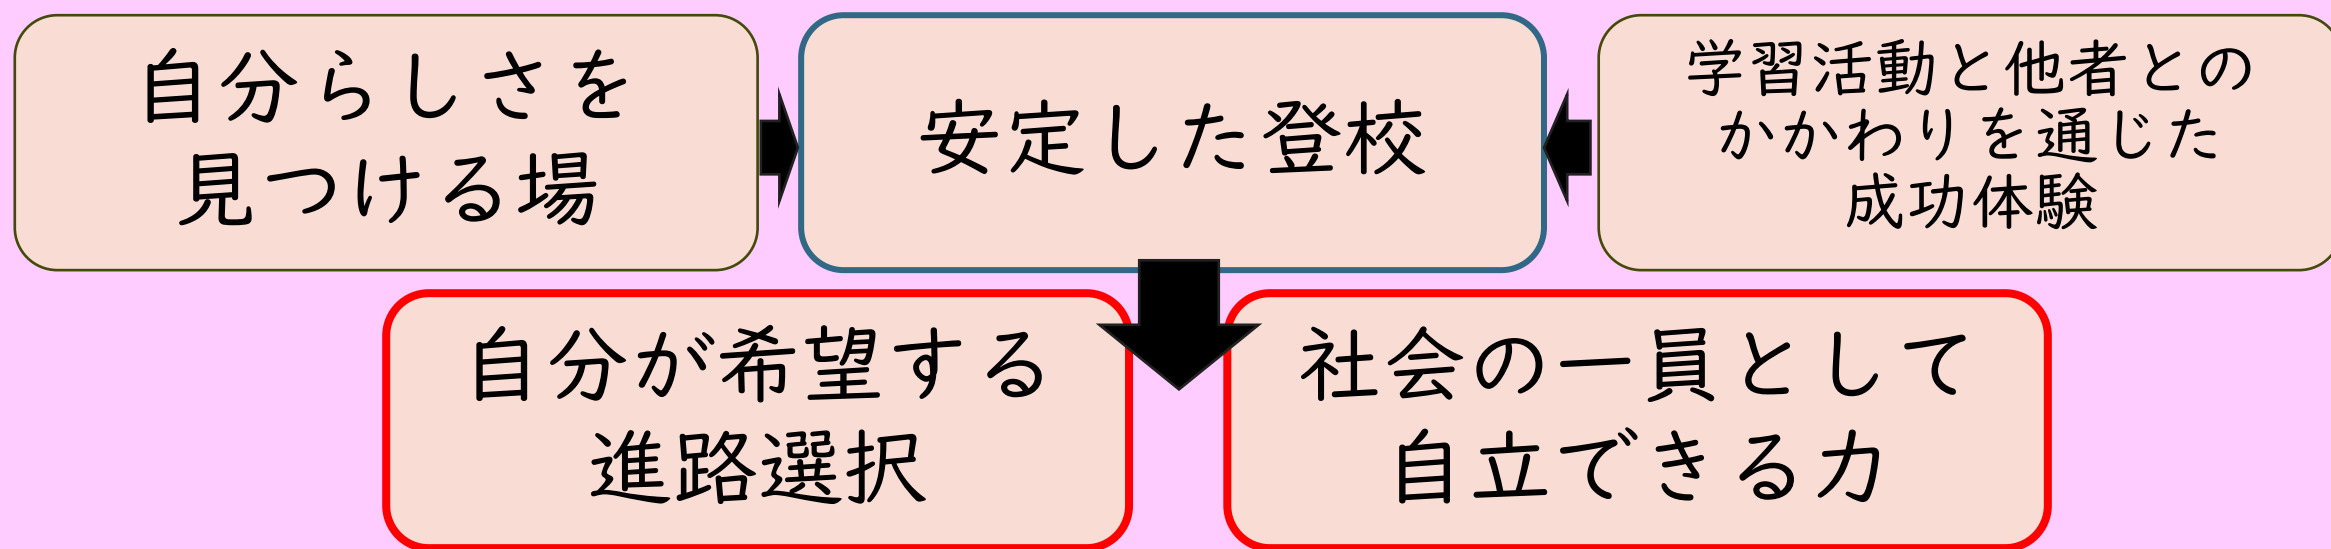 自分らしさを
見つける場
安定した登校
学習活動と他者との
かかわりを通じた
成功体験
自分が希望する
進路選択
社会の一員として
自立できる力